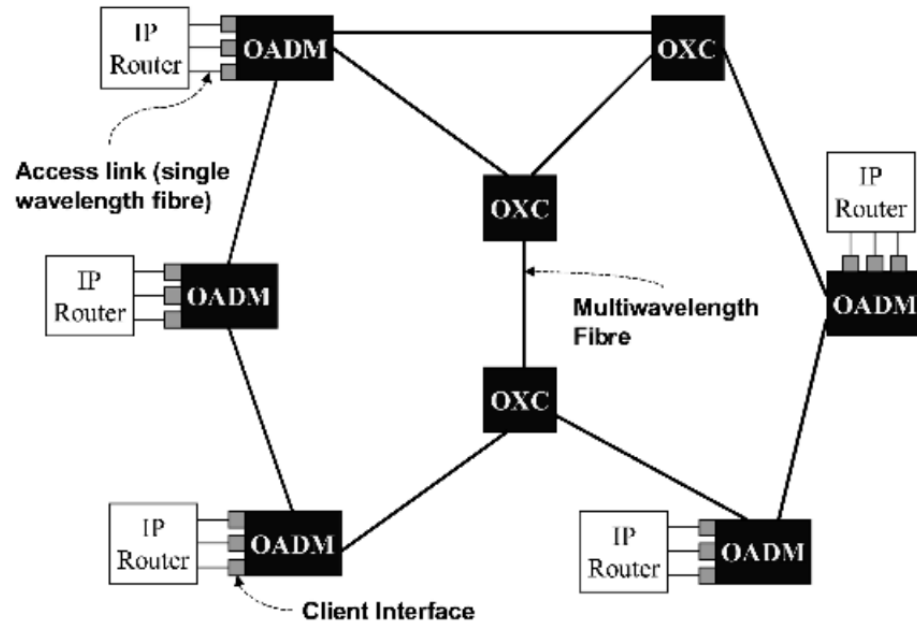 IP
Router
OADM
OXC
Access link (single
wavelength fibre)
OXC
IP
Router
IP
Router
OADM
OADM
Multiwavelength
Fibre
OXC
IP
Router
OADM
IP
Router
OADM
Client Interface